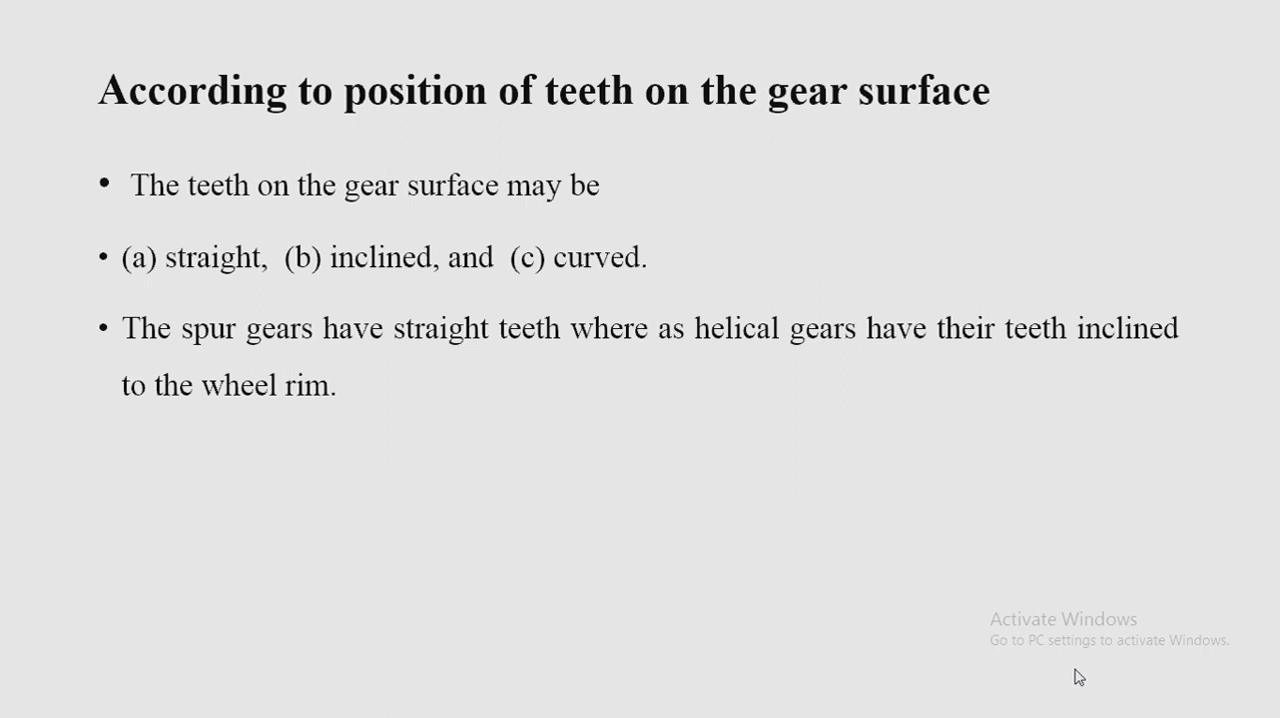 According to position of teeth on the gear surface
• The teeth on the gear surface may be
• (a) straight, (b) inclined, and (c) curved.
• The spur gears have straight teeth where as helical gears have their teeth inclined
to the wheel rim.
Activate Windows
Go to PC settings to activate Windows.